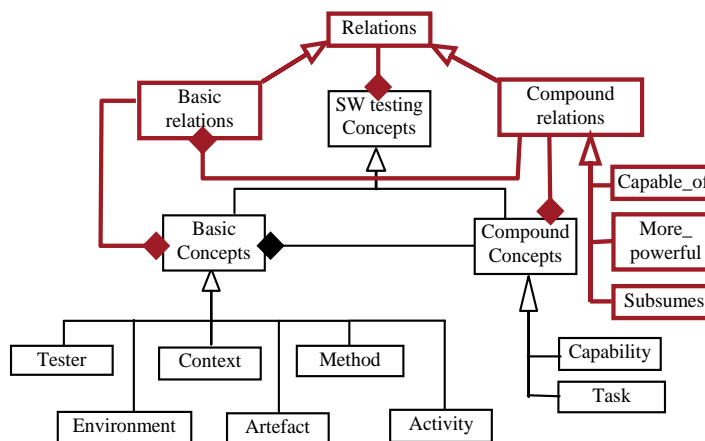 Relations
Basic
relations
SW testing
Concepts
Compound
relations
Capable_of
More_
powerful
Subsumes
Basic
Concepts
Compound
Concepts
Tester
Context
Method
Environment
Artefact
Activity
Capability
Task